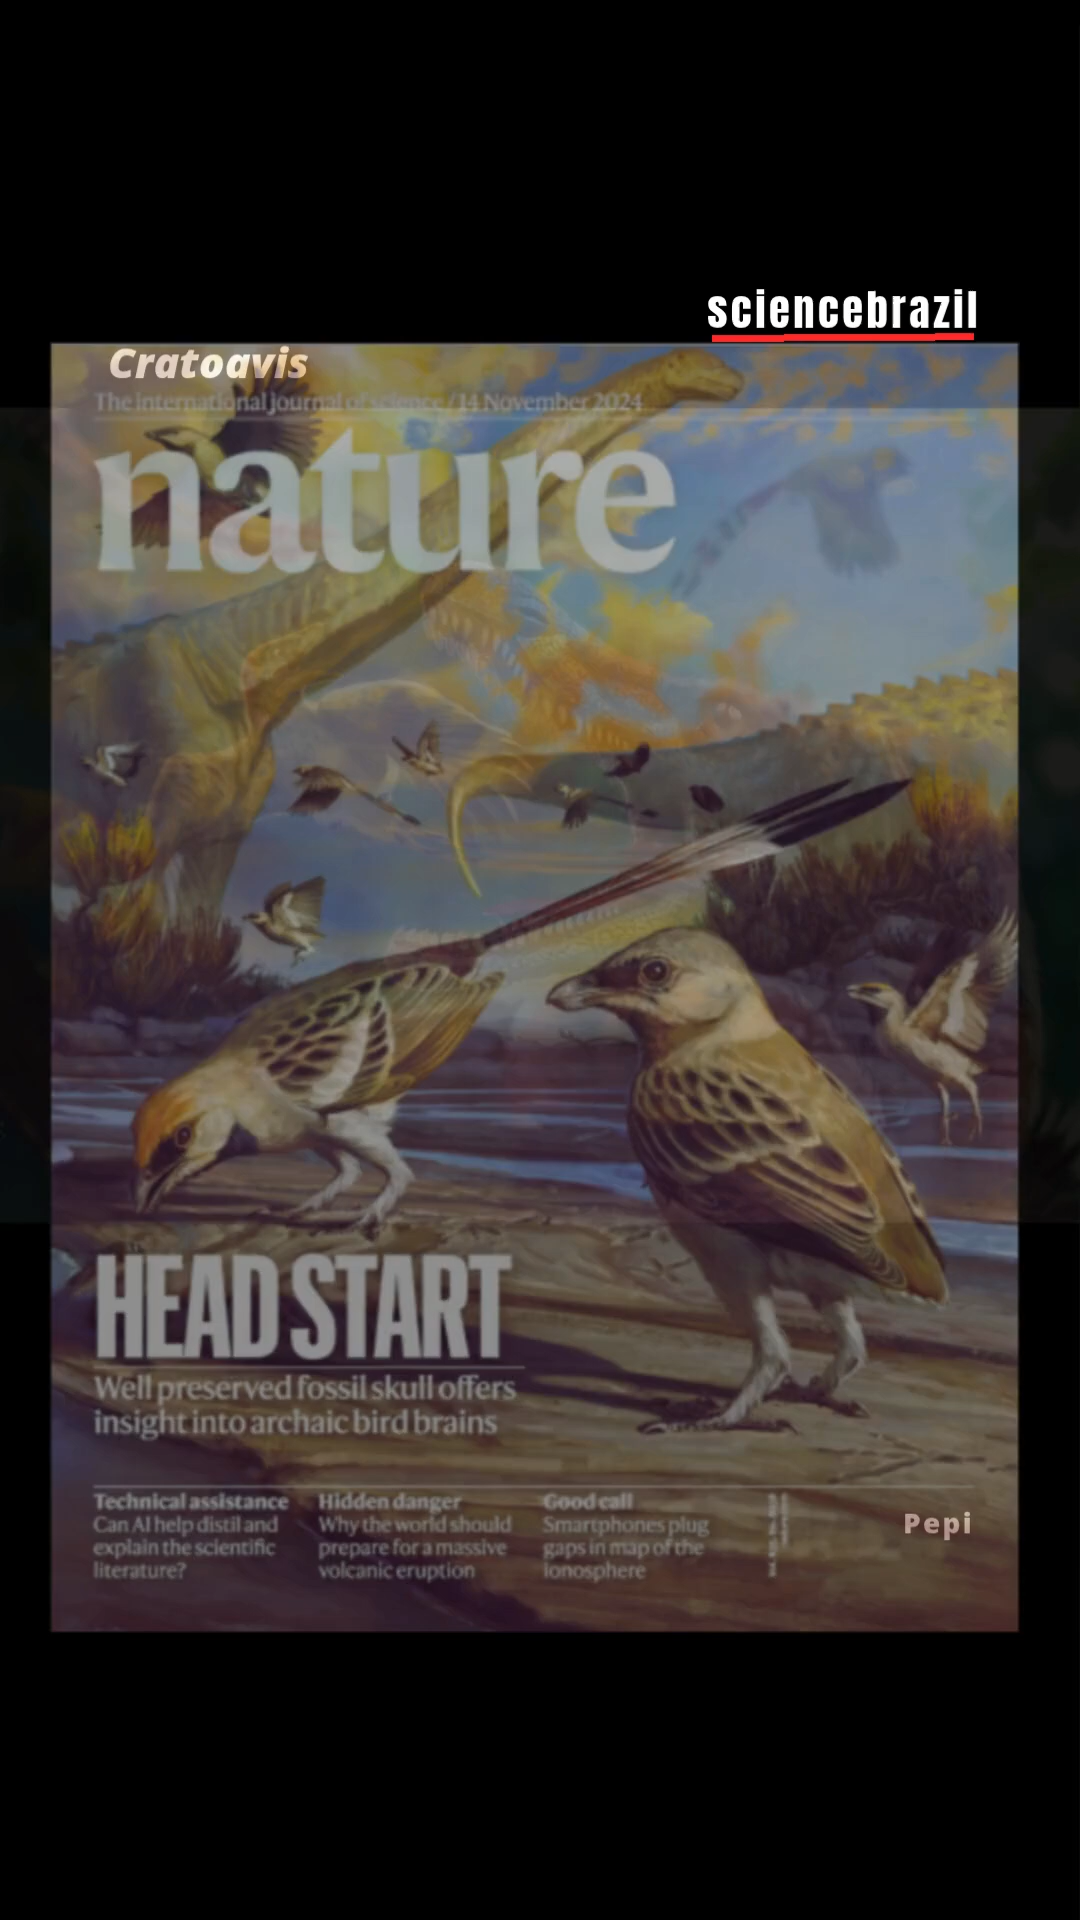 sciencebrazil
Cratoavis
The international journal of science / 14 November 2024
nature
HEAD START
Well preserved fossil skull offers
insight into archaic bird brains
Technical assistance
Can AI help distil and
explain the scientific
literature?
Hidden danger
Why the world should
prepare for a massive
volcanic eruption
Good call
Smartphones plug
gaps in map of the
ionosphere
Pepi